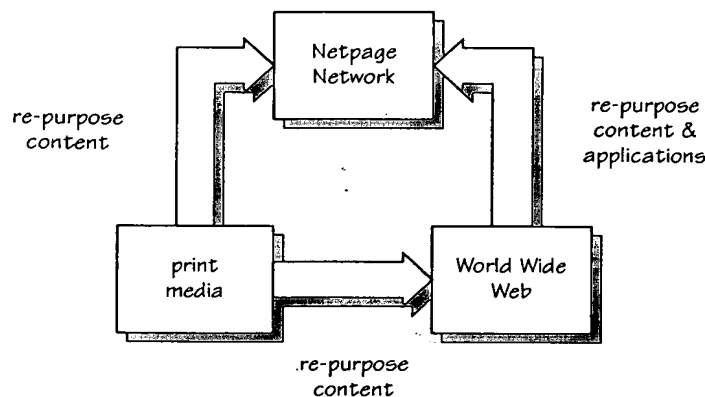 Netpage
Network
re-purpose
content
re-purpose
content &
applications
print
media
World Wide
Web
re-purpose
content